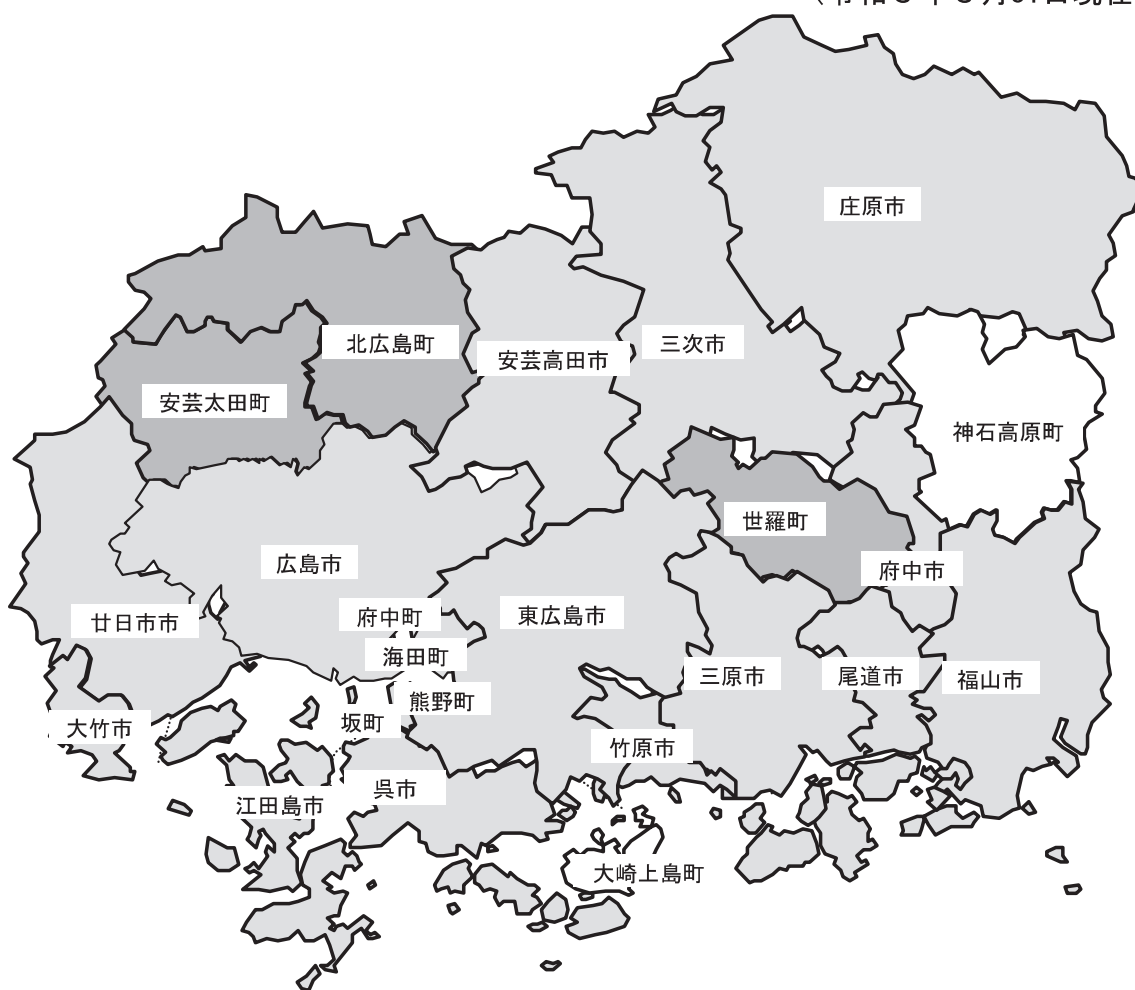 庄原市
北広島町
安芸高田市
三次市
安芸太田町
神石高原町
世羅町
広島市
府中市
府中町
東広島市
廿日市市
海田町
三原市
尾道市
福山市
熊野町
坂町
大竹市
竹原市
呉市
江田島市
大崎上島町